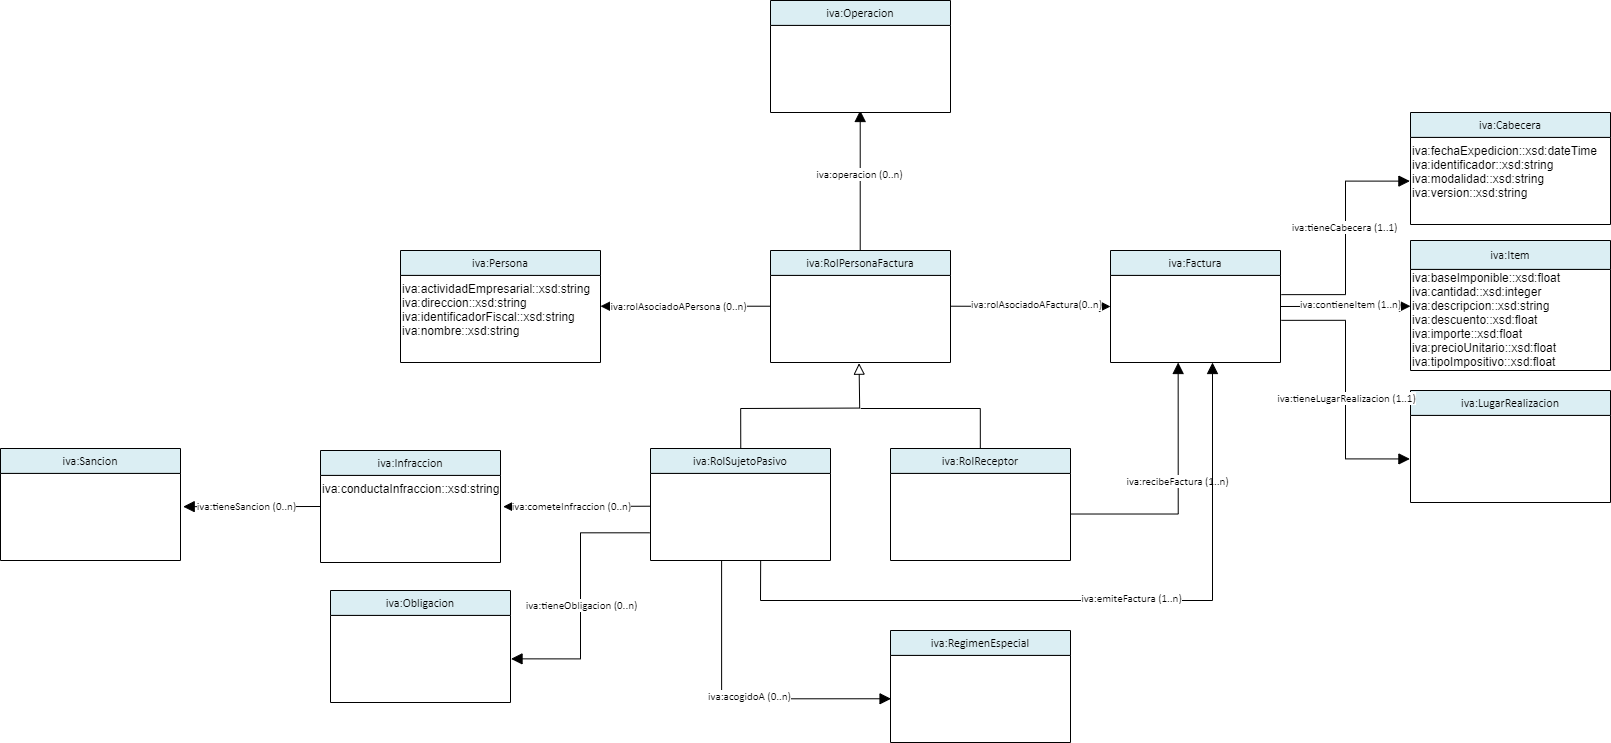 iva:Operacion
iva:operacion (0..n)
iva:Cabecera
iva:fechaExpedicion::xsd:dateTime
iva:identificador::xsd:string
iva:modalidad::xsd:string
iva:version::xsd:string
iva:tieneCabecera (1..1)
iva:Persona
iva:actividadEmpresarial::xsd:string
iva:direccion::xsd:string
iva:identificadorFiscal::xsd:string
iva:nombre::xsd:string
iva:rolAsociadoAPersona (0..n)
iva:RolPersonaFactura
iva:rolAsociadoAFactura(0..n)
iva:Factura
iva:contieneItem (1..n)
iva:Item
iva:baseImponible::xsd:float
iva:cantidad::xsd:integer
iva:descripcion::xsd:string
iva:descuento::xsd:float
iva:importe::xsd:float
iva:precioUnitario::xsd:float
iva:tipoImpositivo::xsd:float
iva:tieneLugarRealizacion (1..1)
iva:LugarRealizacion
iva:Sancion
iva:tieneSancion (0..n)
iva:Infraccion
iva:conductaInfraccion::xsd:string
iva:cometeInfraccion (0..n)
iva:RolSujetoPasivo
iva:RolReceptor
iva:recibeFactura (1..n)
iva:Obligacion
iva:tieneObligacion (0..n)
iva:emiteFactura (1..n)
iva:RegimenEspecial
iva:acogidoA (0..n)